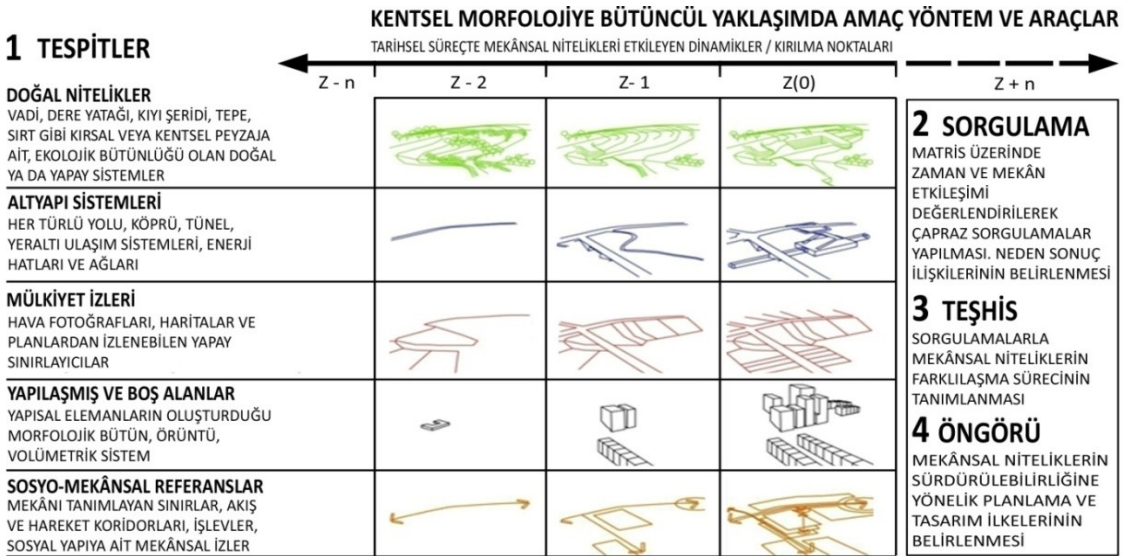 KENTSEL MORFOLOJİYE BÜTÜNCÜL YAKLAŞIMDA AMAÇ YÖNTEM VE ARAÇLAR
1 TESPİTLER
TARİHSEL SÜREÇTE MEKÂNSAL NİTELİKLERİ ETKİLEYEN DİNAMİKLER / KIRILMA NOKTALARI
Z - n
Z - 2
Z- 1
Z(0)
Z + n
DOĞAL NİTELİKLER
VADİ, DERE YATAĞI, KIYI ŞERİDİ, TEPE,
SIRT GİBİ KIRSAL VEYA KENTSEL PEYZAJA
AİT, EKOLOJİK BÜTÜNLÜĞÜ OLAN DOĞAL
YA DA YAPAY SİSTEMLER
ALTYAPI SİSTEMLERİ
HER TÜRLÜ YOLU, KÖPRÜ, TÜNEL,
YERALTI ULAŞIM SİSTEMLERİ, ENERJİ
HATLARI VE AĞLARI
MÜLKİYET İZLERİ
HAVA FOTOĞRAFLARI, HARİTALAR VE
PLANLARDAN İZLENEBİLEN YAPAY
SINIRLAYICILAR
YAPILAŞMIŞ VE BOŞ ALANLAR
YAPISAL ELEMANLARIN OLUŞTURDUĞU
MORFOLOJİK BÜTÜN, ÖRÜNTÜ,
VOLÜMETRİK SİSTEM
SOSYO-MEKÂNSAL REFERANSLAR
MEKÂNI TANIMLAYAN SINIRLAR, AKIŞ
VE HAREKET KORİDORLARI, İŞLEVLER,
SOSYAL YAPIYA AİT MEKÂNSAL İZLER
2 SORGULAMA
MATRİS ÜZERİNDE
ZAMAN VE MEKÂN
ETKİLEŞİMİ
DEĞERLENDİRİLEREK
ÇAPRAZ SORGULAMALAR
YAPILMASI. NEDEN SONUÇ
İLİŞKİLERİNİN BELİRLENMESİ
3 TEŞHİS
SORGULAMALARLA
MEKÂNSAL NİTELİKLERİN
FARKLILAŞMA SÜRECİNİN
TANIMLANMASI
4 ÖNGÖRÜ
MEKÂNSAL NİTELİKLERİN
SÜRDÜRÜLEBİLİRLİĞİNE
YÖNELİK PLANLAMA VE
TASARIM İLKELERİNİN
BELİRLENMESİ